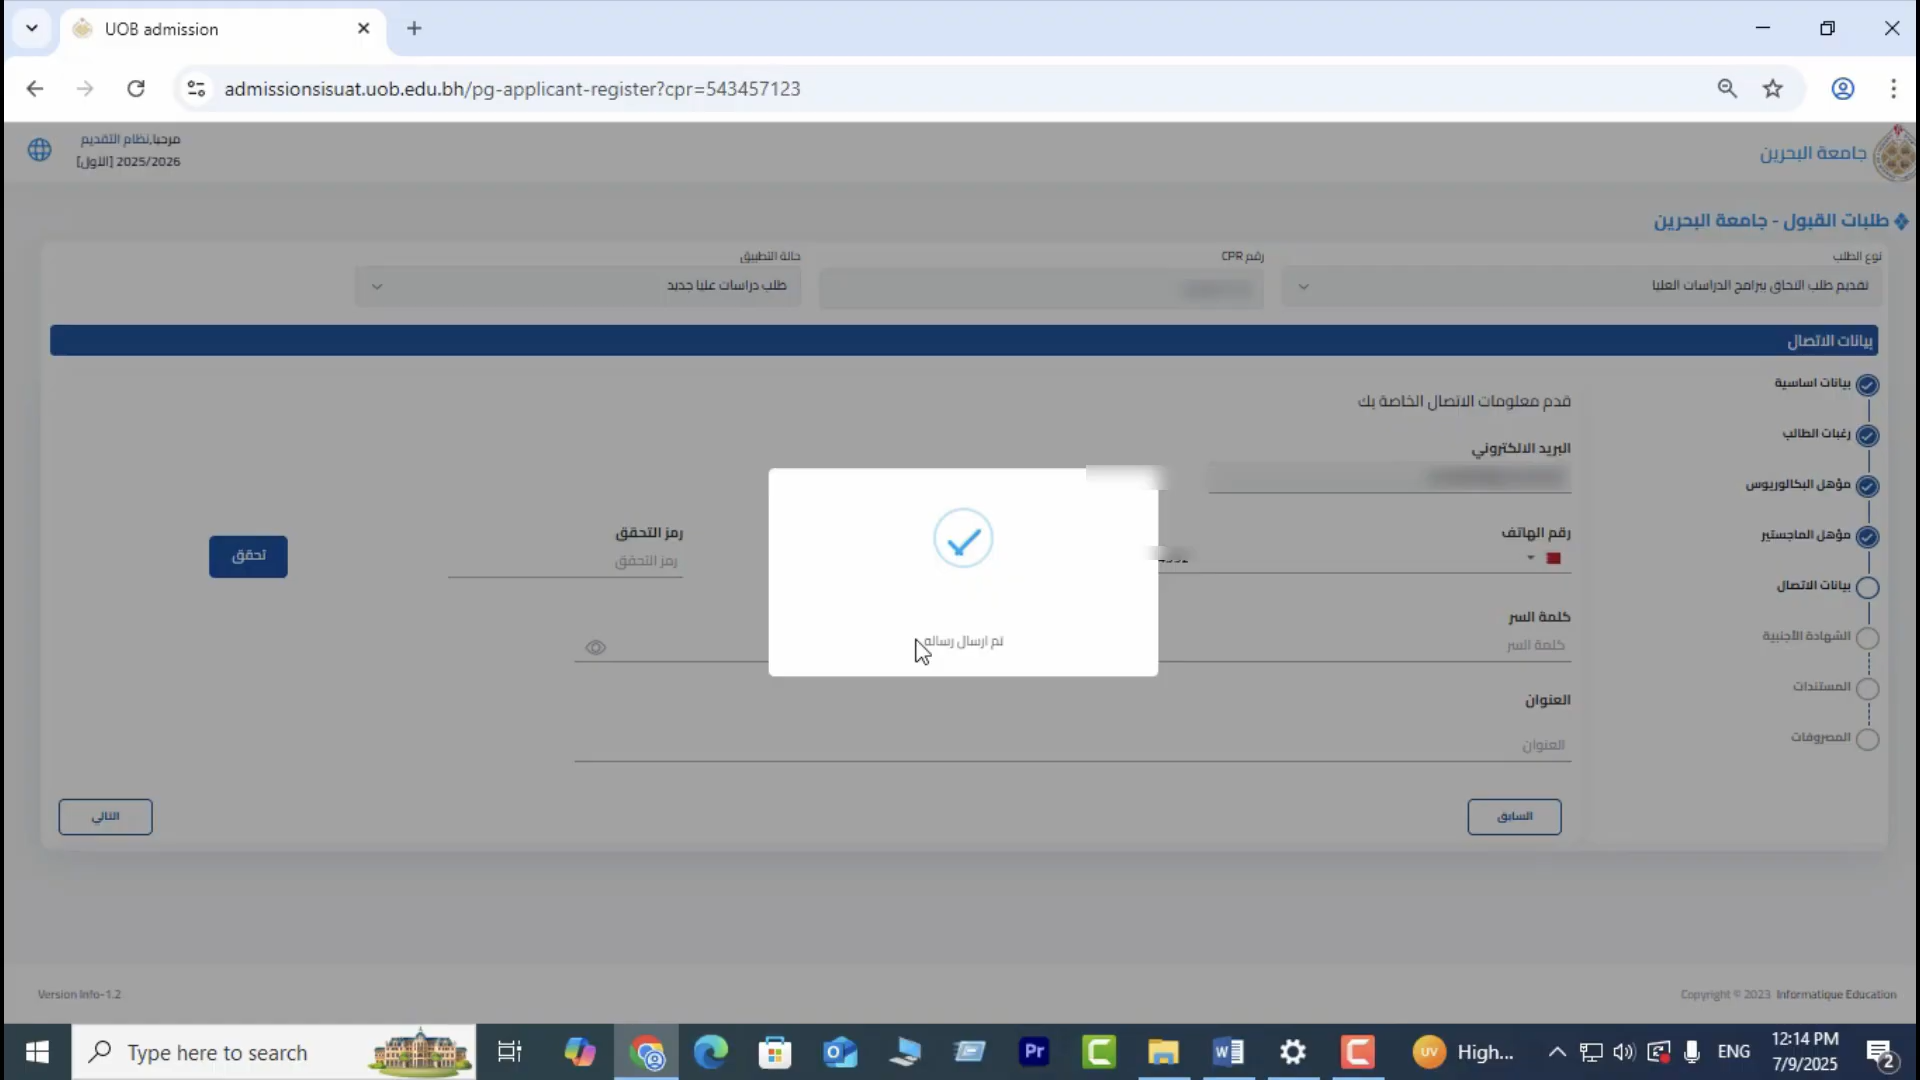 UOB admission
admissionsisuat.uob.edu.bh/pg-applicant-register?cpr=543457123
مرحبا,نظام التقديم
2025/2026 [الأول]
جامعة البحرين
طلبات القبول - جامعة البحرين
نوع الطلب
رقم CPR
حالة التطبيق
تقديم طلب التحاق ببرامج الدراسات العليا
طلب دراسات عليا جديد
بيانات الاتصال
بيانات اساسية
رغبات الطالب
مؤهل البكالوريوس
مؤهل الماجستير
بيانات الاتصال
الشهادة الأجنبية
المستندات
المصروفات
قدم معلومات الاتصال الخاصة بك
البريد الالكتروني
رقم الهاتف
رمز التحقق
رمز التحقق
تحقق
كلمة السر
كلمة السر
العنوان
العنوان
السابق
التالي
تم ارسال رسالة
Version Info-1.2
Copyright © 2023 Informatique Education
Type here to search
UV High...
ENG
12:14 PM
7/9/2025
2